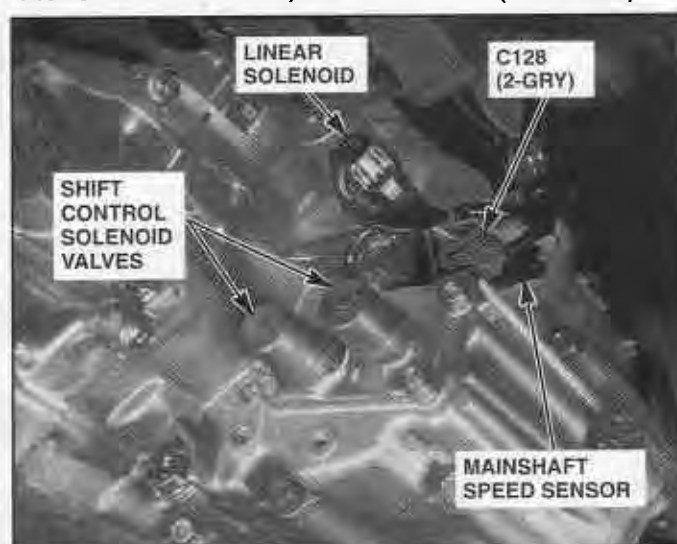 LINEAR
SOLENOID
C128
(2-GRY)
SHIFT
CONTROL
SOLENOID
VALVES
MAINSHAFT
SPEED SENSOR